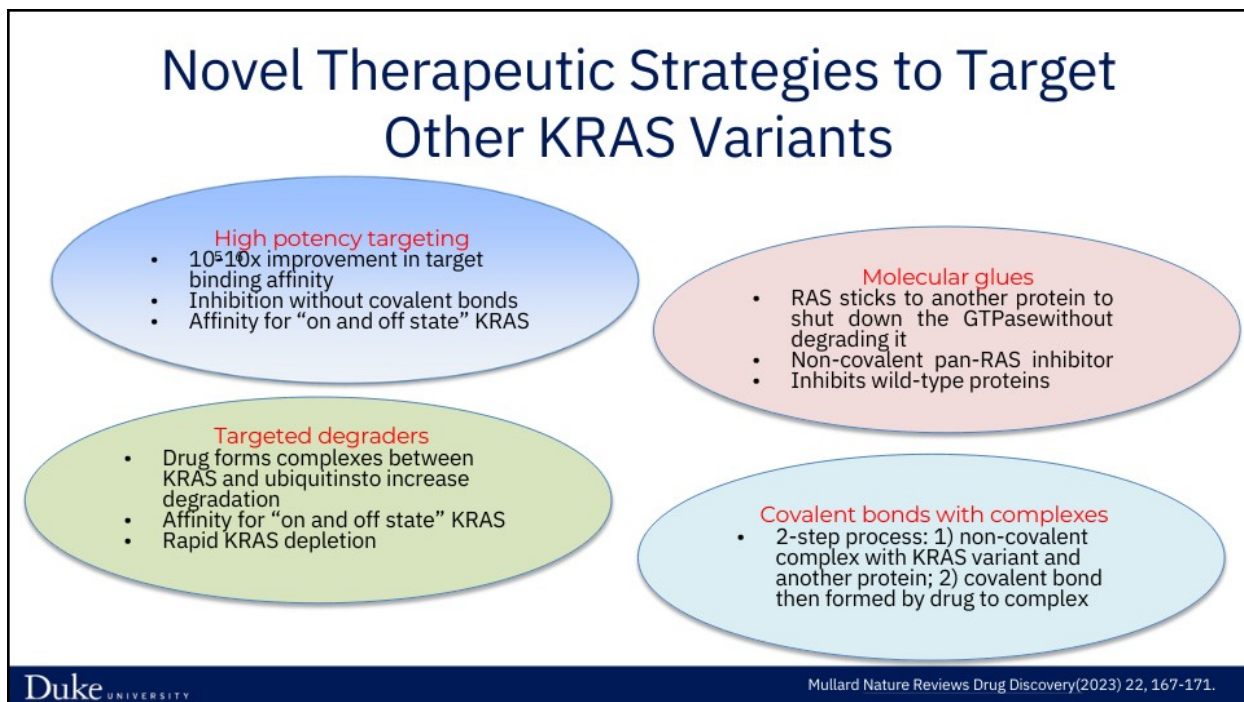 Novel Therapeutic Strategies to Target
Other KRAS Variants
High potency targeting
• 10⁵-10⁶x improvement in target
binding affinity
• Inhibition without covalent bonds
• Affinity for “on and off state” KRAS
Molecular glues
• RAS sticks to another protein to
shut down the GTPasewithout
degrading it
• Non-covalent pan-RAS inhibitor
• Inhibits wild-type proteins
Targeted degraders
• Drug forms complexes between
KRAS and ubiquitinsto increase
degradation
• Affinity for “on and off state” KRAS
• Rapid KRAS depletion
Covalent bonds with complexes
• 2-step process: 1) non-covalent
complex with KRAS variant and
another protein; 2) covalent bond
then formed by drug to complex
Duke UNIVERSITY
Mullard Nature Reviews Drug Discovery(2023) 22, 167-171.